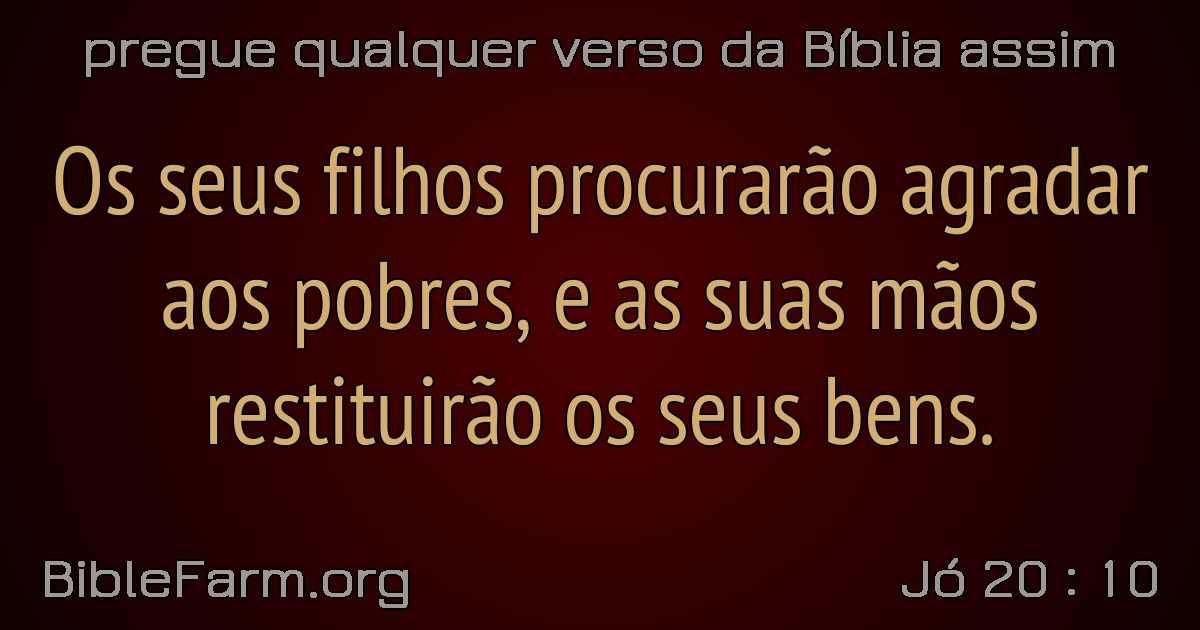 pregue qualquer verso da Bíblia assim
Os seus filhos procurarão agradar
aos pobres, e as suas mãos
restituirão os seus bens.
BibleFarm.org
Jó 20 : 10